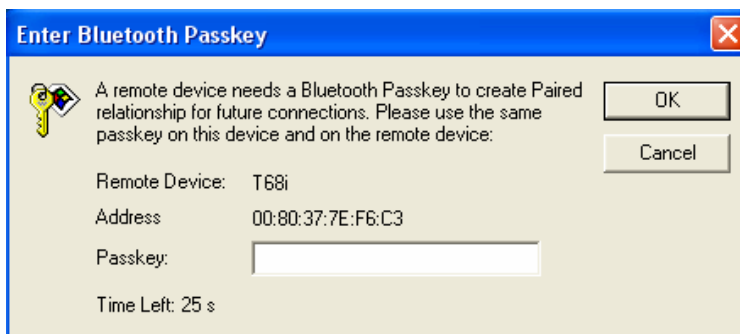 Enter Bluetooth Passkey
A remote device needs a Bluetooth Passkey to create Paired
relationship for future connections. Please use the same
passkey on this device and on the remote device:
OK
Cancel
Remote Device: T68i
Address 00:80:37:7E:F6:C3
Passkey:
Time Left: 25 s